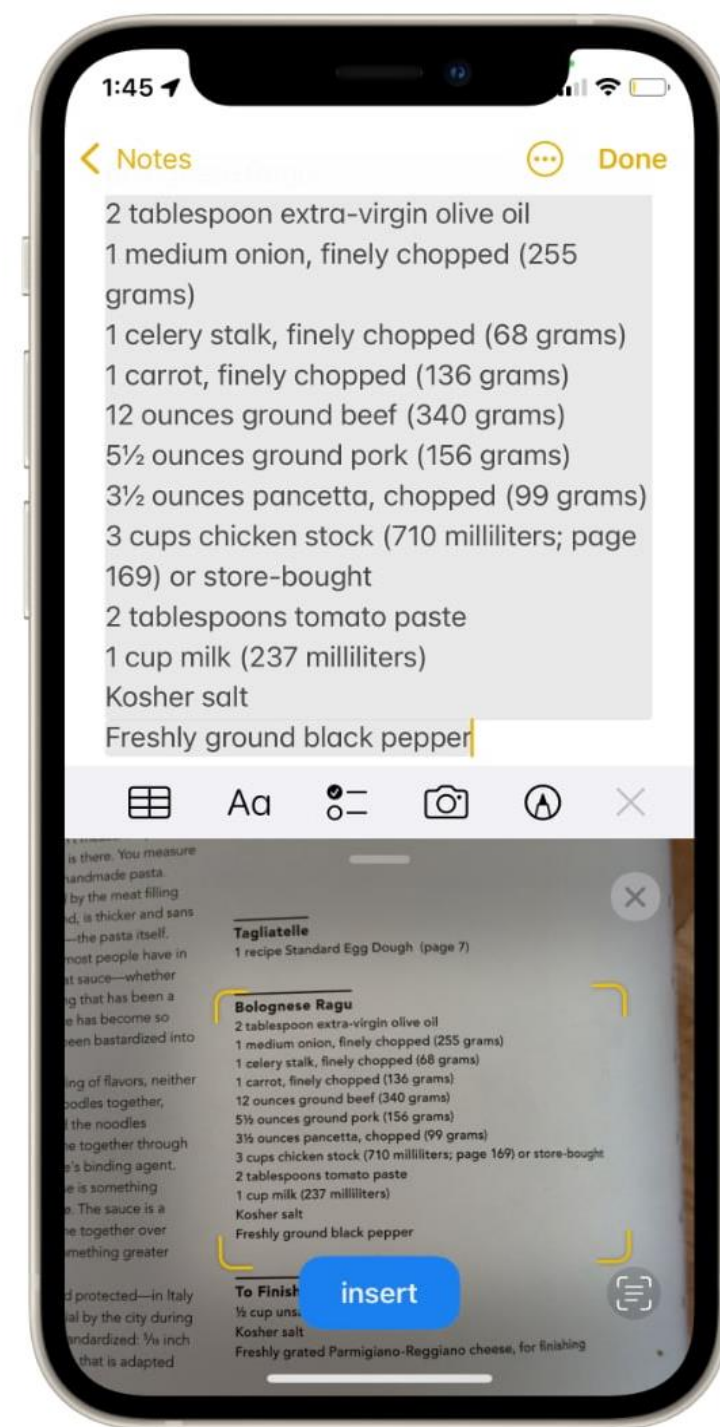 1:45
Notes
Done
2 tablespoon extra-virgin olive oil
1 medium onion, finely chopped (255
grams)
1 celery stalk, finely chopped (68 grams)
1 carrot, finely chopped (136 grams)
12 ounces ground beef (340 grams)
5½ ounces ground pork (156 grams)
3½ ounces pancetta, chopped (99 grams)
3 cups chicken stock (710 milliliters; page
169) or store-bought
2 tablespoons tomato paste
1 cup milk (237 milliliters)
Kosher salt
Freshly ground black pepper
Aa
is there. You measure
handmade pasta.
by the meat filling
is thicker and sans
—the pasta itself.
most people have in
sauce—whether
that has been a
has become so
been bastardized into
of flavors, neither
together,
the noodles
together through
binding agent.
is something
The sauce is a
together over
something greater
protected—in Italy
by the city during
inch
that is adapted
Tagliatelle
1 recipe Standard Egg Dough (page 7)
Bolognese Ragu
2 tablespoon extra-virgin olive oil
1 medium onion, finely chopped (255 grams)
1 celery stalk, finely chopped (68 grams)
1 carrot, finely chopped (136 grams)
12 ounces ground beef (340 grams)
5½ ounces ground pork (156 grams)
3½ ounces pancetta, chopped (99 grams)
3 cups chicken stock (710 milliliters; page 169) or store-bought
2 tablespoons tomato paste
1 cup milk (237 milliliters)
Kosher salt
Freshly ground black pepper
To Finish
½ cup
Kosher salt
Freshly grated Parmigiano-Reggiano cheese, for finishing
insert